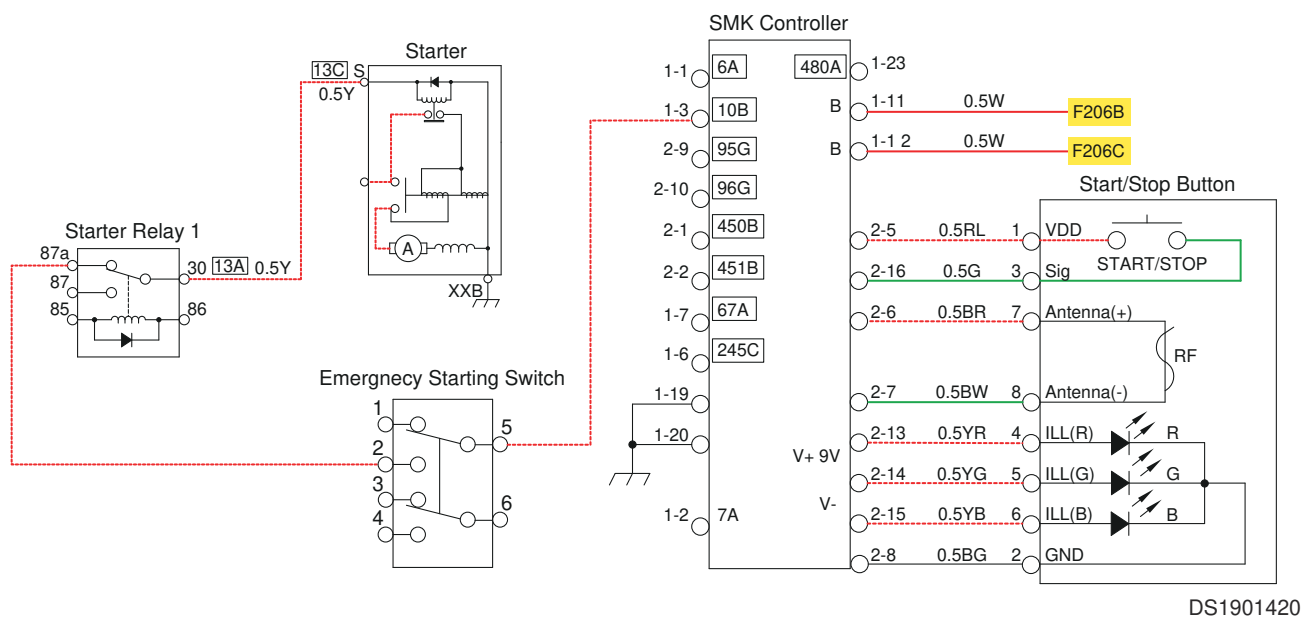 SMK Controller
Starter
13C S
0.5Y
A
XXB
Starter Relay 1
87a
87
85
30 13A 0.5Y
86
Emergnecy Starting Switch
1
2
3
4
5
6
1-1 6A
1-3 10B
2-9 95G
2-10 96G
2-1 450B
2-2 451B
1-7 67A
1-6 245C
1-19
1-20
1-2 7A
480A 1-23
B 1-11 0.5W F206B
B 1-1 2 0.5W F206C
Start/Stop Button
2-5 0.5RL 1 VDD
START/STOP
2-16 0.5G 3 Sig
2-6 0.5BR 7 Antenna(+)
RF
2-7 0.5BW 8 Antenna(-)
2-13 0.5YR 4 ILL(R) R
V+ 9V
2-14 0.5YG 5 ILL(G) G
V-
2-15 0.5YB 6 ILL(B) B
2-8 0.5BG 2 GND
DS1901420